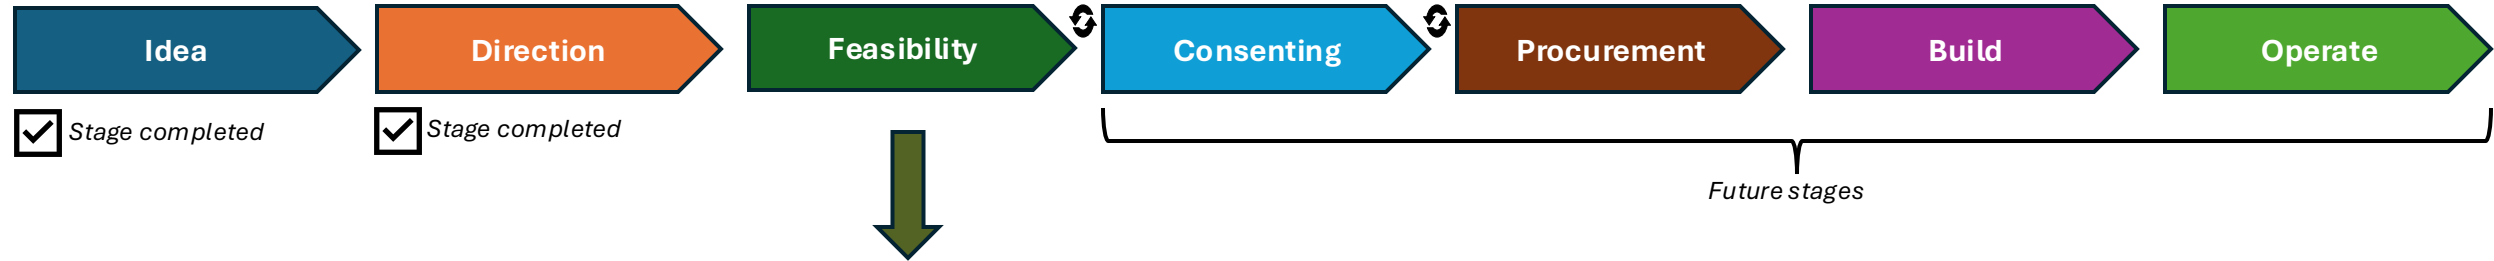 Idea
Direction
Feasibility
Consenting
Procurement
Build
Operate
Stage completed
Stage completed
Future stages